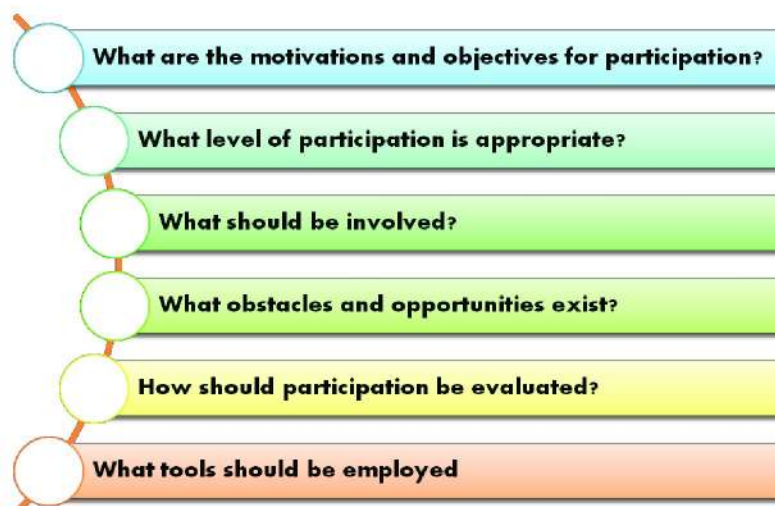 What are the motivations and objectives for participation?
What level of participation is appropriate?
What should be involved?
What obstacles and opportunities exist?
How should participation be evaluated?
What tools should be employed